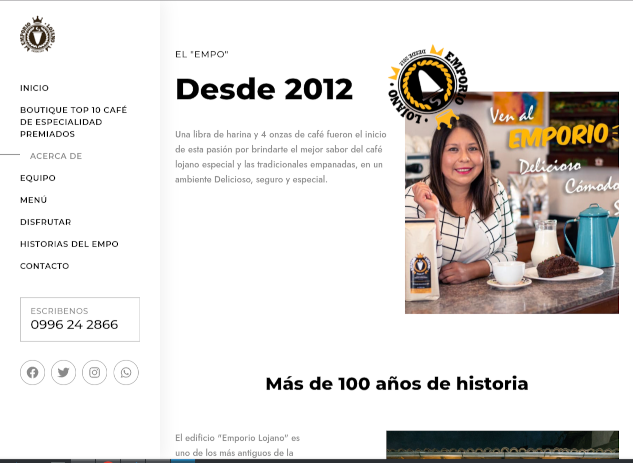 INICIO
BOUTIQUE TOP 10 CAFÉ
DE ESPECIALIDAD
PREMIADOS
ACERCA DE
EQUIPO
MENÚ
DISFRUTAR
HISTORIAS DEL EMPO
CONTACTO
ESCRIBENOS
0996 24 2866
EL "EMPO"
Desde 2012
Una libra de harina y 4 onzas de café fueron el inicio
de esta pasión por brindarte el mejor sabor del café
lojano especial y las tradicionales empanadas, en un
ambiente Delicioso, seguro y especial.
EMPORIO
LOJANO
DESDE 2012
Ven al
EMPORIO
Delicioso
Cómodo
Más de 100 años de historia
El edificio "Emporio Lojano" es
uno de los más antiguos de la